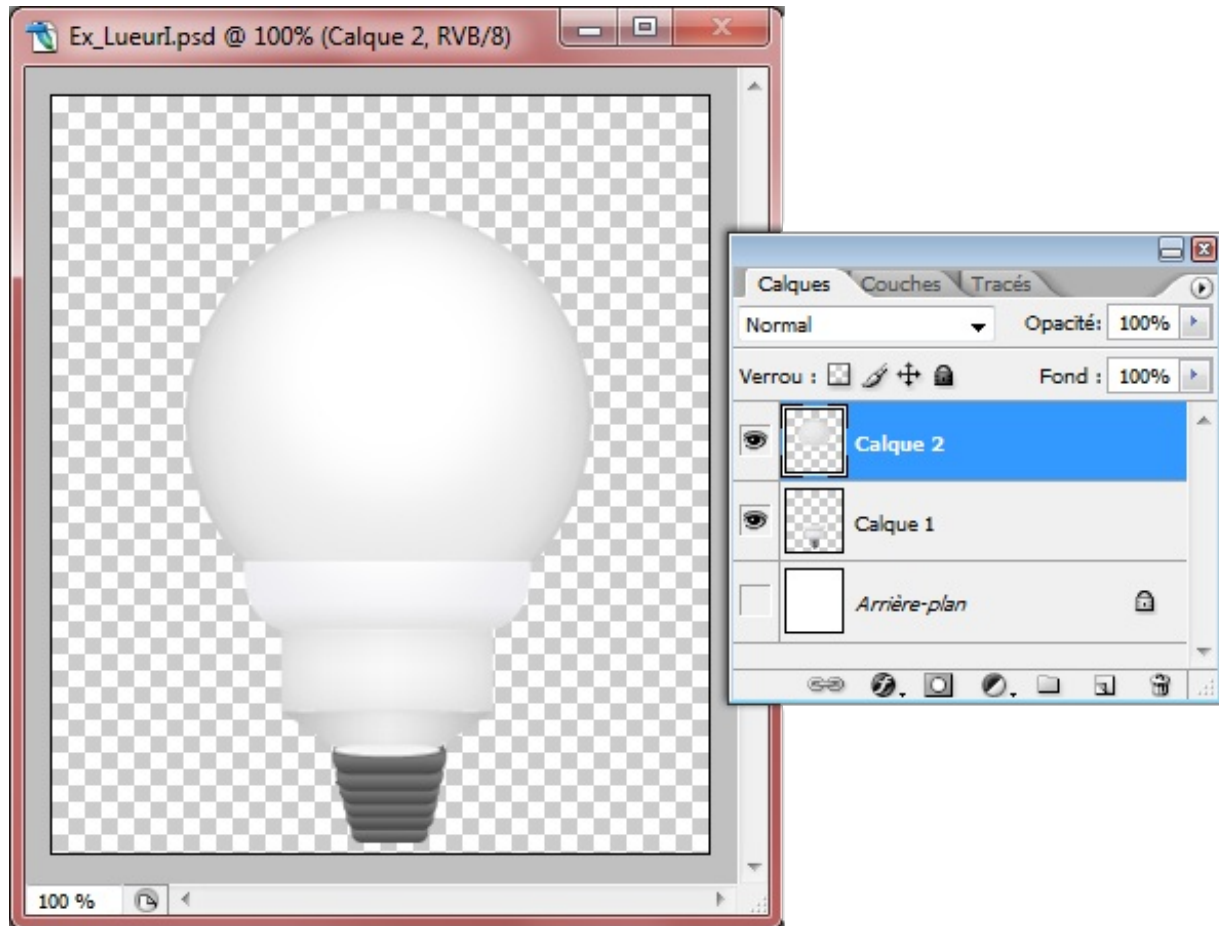 Ex_LueurI.psd @ 100% (Calque 2, RVB/8)
Calques Couches Tracés
Normal Opacité: 100%
Verrou : Fond : 100%
Calque 2
Calque 1
Arrière-plan
100 %